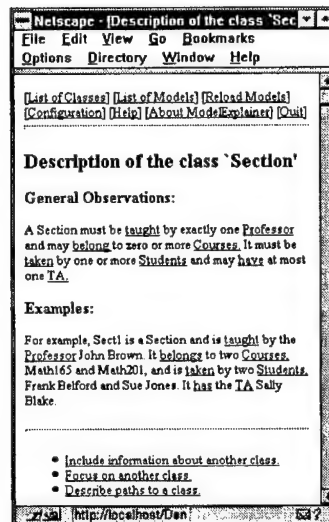 Netscape - [Description of the class `Sec
File Edit View Go Bookmarks
Options Directory Window Help
[List of Classes] [List of Models] [Reload Models]
[Configuration] [Help] [About ModelExplainer] [Quit]
Description of the class `Section'
General Observations:
A Section must be taught by exactly one Professor
and may belong to zero or more Courses. It must be
taken by one or more Students and may have at most
one TA.
Examples:
For example, Sect1 is a Section and is taught by the
Professor John Brown. It belongs to two Courses,
Math165 and Math201, and is taken by two Students,
Frank Belford and Sue Jones. It has the TA Sally
Blake.
Include information about another class.
Focus on another class.
Describe paths to a class.
http://localhost/Dan